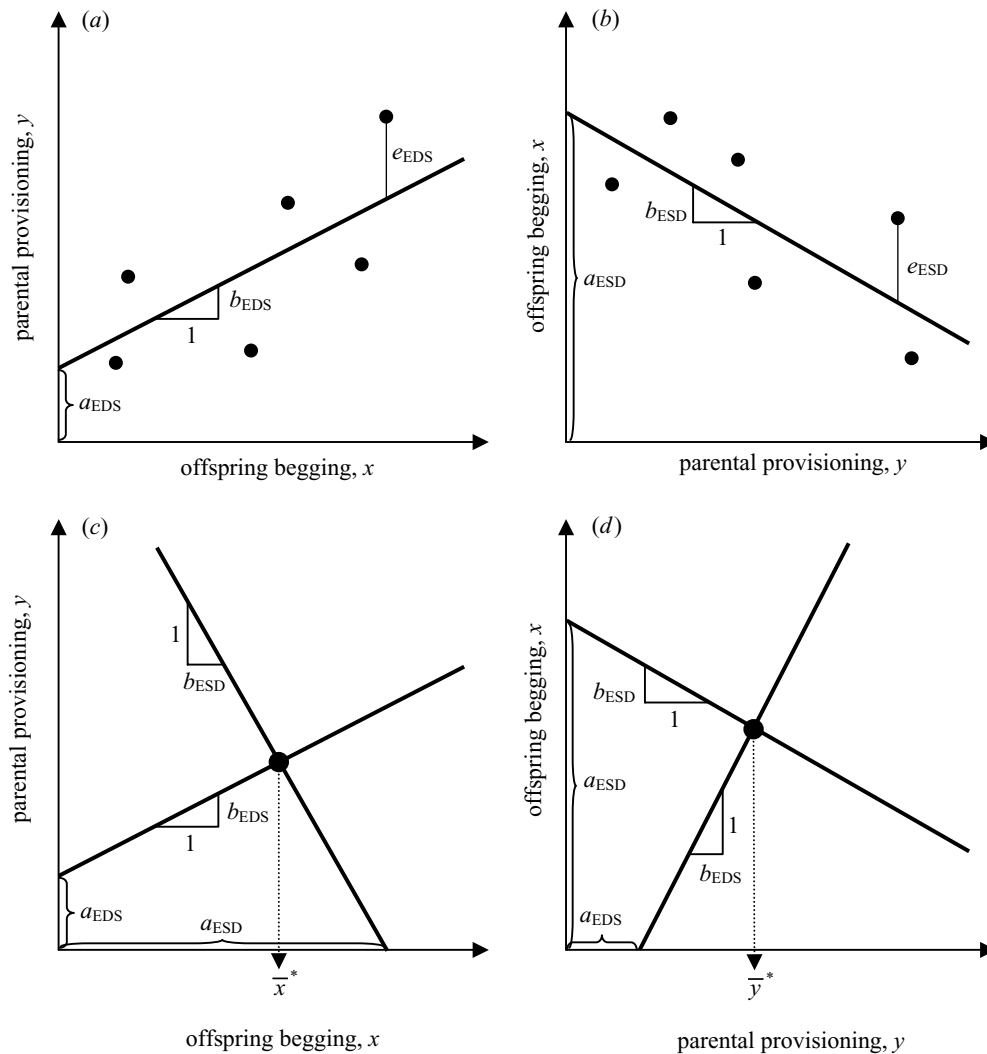 (a)
parental provisioning, y
e_EDS
b_EDS
1
a_EDS
offspring begging, x
(b)
offspring begging, x
b_ESD
1
e_ESD
a_ESD
parental provisioning, y
(c)
parental provisioning, y
1
b_ESD
b_EDS
1
a_EDS
a_ESD
x̅*
offspring begging, x
(d)
offspring begging, x
b_ESD
1
a_ESD
1
b_EDS
a_EDS
y̅*
parental provisioning, y